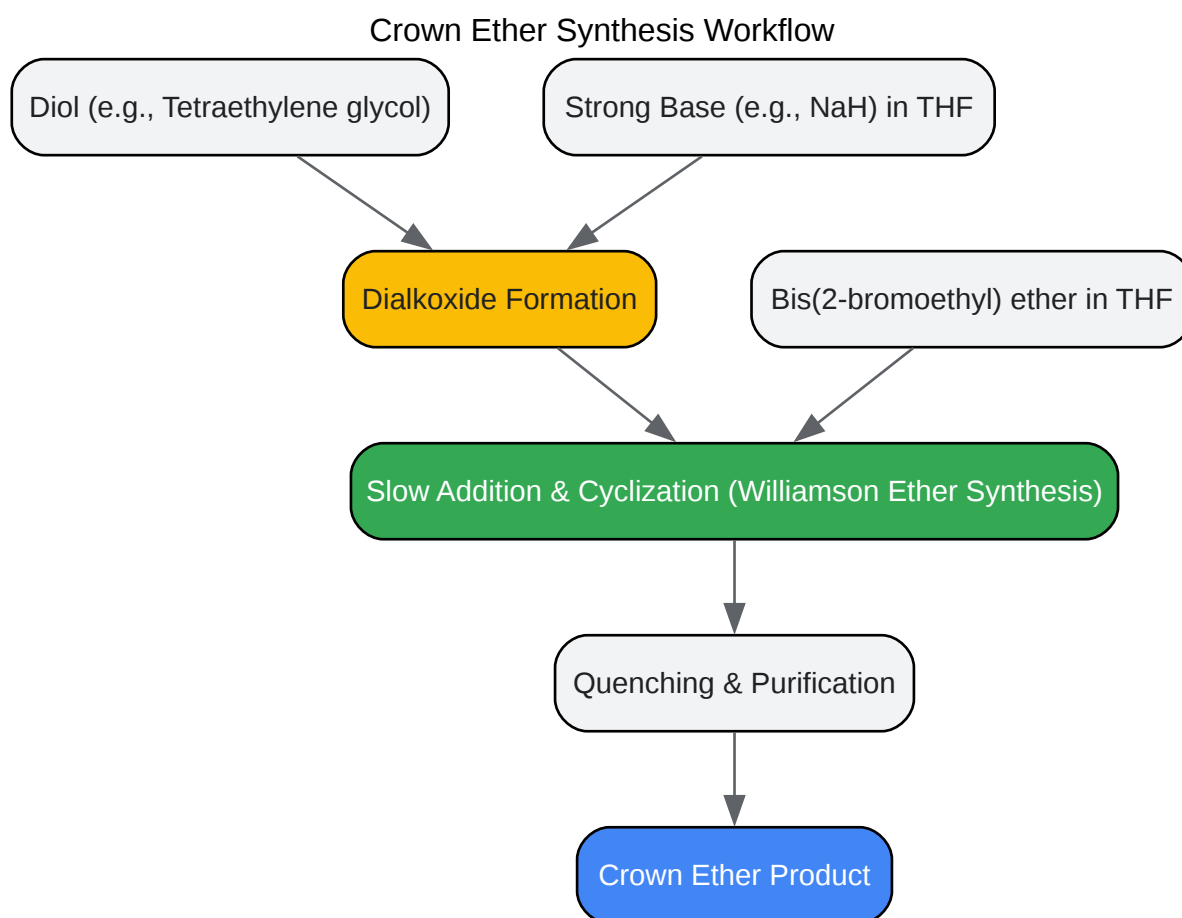 Crown Ether Synthesis Workflow
Diol (e.g., Tetraethylene glycol)
Strong Base (e.g., NaH) in THF
Dialkoxide Formation
Bis(2-bromoethyl) ether in THF
Slow Addition & Cyclization (Williamson Ether Synthesis)
Quenching & Purification
Crown Ether Product